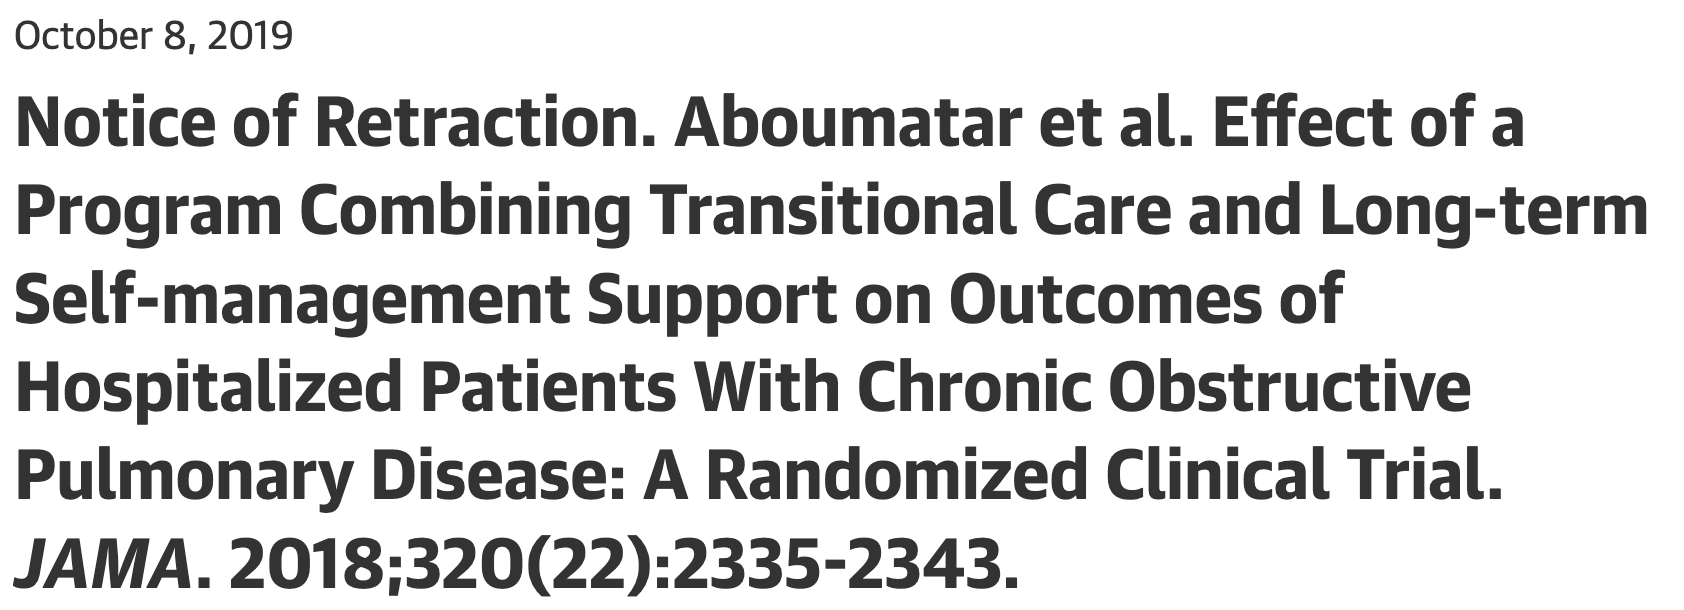 October 8, 2019
Notice of Retraction. Aboumatar et al. Effect of a
Program Combining Transitional Care and Long-term
Self-management Support on Outcomes of
Hospitalized Patients With Chronic Obstructive
Pulmonary Disease: A Randomized Clinical Trial.
JAMA. 2018;320(22):2335-2343.